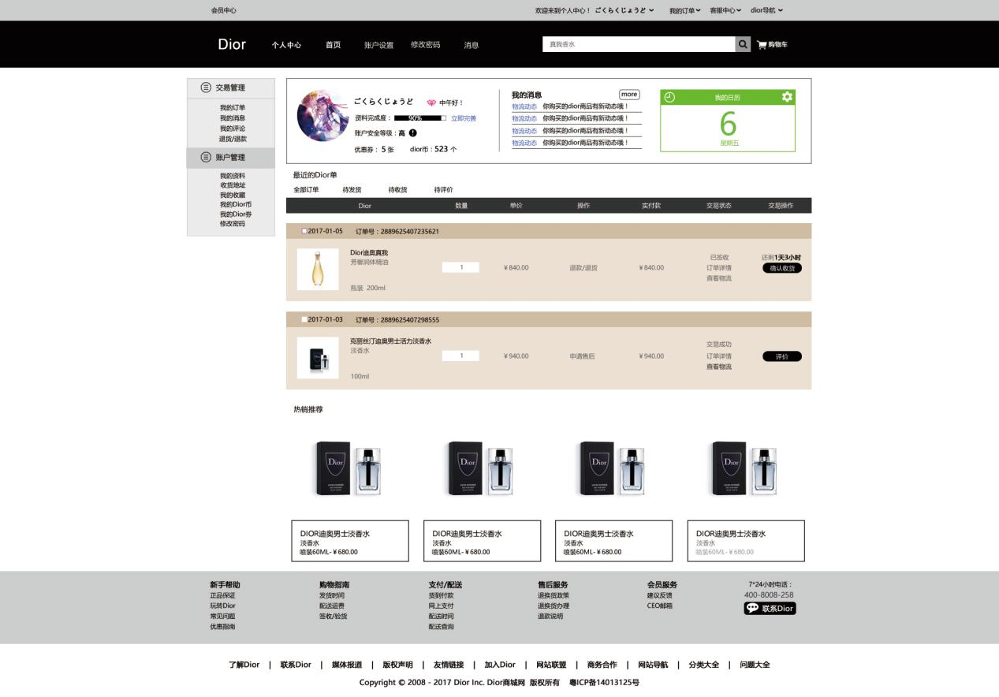 会员中心
欢迎来到个人中心！ ごくらくじょうど 我的订单 客服中心 dior导航
Dior 个人中心 首页 账户设置 修改密码 消息 真我香水 购物车
交易管理
我的订单
我的消息
我的评论
退货/退款
账户管理
我的资料
收货地址
我的收藏
我的Dior币
我的Dior券
修改密码
ごくらくじょうど 中午好！
资料完成度： 90% 立即完善
账户安全等级：高
优惠券： 5 张 dior币：523 个
我的消息 more
物流动态 你购买的dior商品有新动态哦！
物流动态 你购买的dior商品有新动态哦！
物流动态 你购买的dior商品有新动态哦！
物流动态 你购买的dior商品有新动态哦！
我的日历
6
星期五
最近的Dior单
全部订单 待发货 待收货 待评价
Dior 数量 单价 操作 实付款 交易状态 交易操作
2017-01-05 订单号：2889625407235621
Dior迪奥真我
芳馨润体精油
瓶装 200ml
1 ￥840.00 退款/退货 ￥840.00
已签收
订单详情
查看物流
还剩1天3小时
确认收货
2017-01-03 订单号：2889625407298555
克丽丝汀迪奥男士活力淡香水
淡香水
100ml
1 ￥940.00 申请售后 ￥940.00
交易成功
订单详情
查看物流
评价
热销推荐
Dior
Dior
Dior
Dior
DIOR迪奥男士淡香水
淡香水
喷装60ML-￥680.00
DIOR迪奥男士淡香水
淡香水
喷装60ML-￥680.00
DIOR迪奥男士淡香水
淡香水
喷装60ML-￥680.00
DIOR迪奥男士淡香水
淡香水
喷装60ML-￥680.00
新手帮助
正品保证
玩转Dior
常见问题
优惠指南
购物指南
发货时间
配送运费
签收/验货
支付/配送
货到付款
网上支付
配送时间
配送查询
售后服务
退换货政策
退换货办理
退款说明
会员服务
建议反馈
CEO邮箱
7*24小时电话：
400-8008-258
联系Dior
了解Dior | 联系Dior | 媒体报道 | 版权声明 | 友情链接 | 加入Dior | 网站联盟 | 商务合作 | 网站导航 | 分类大全 | 问题大全
Copyright © 2008 - 2017 Dior Inc. Dior商城网 版权所有 粤ICP备14013125号